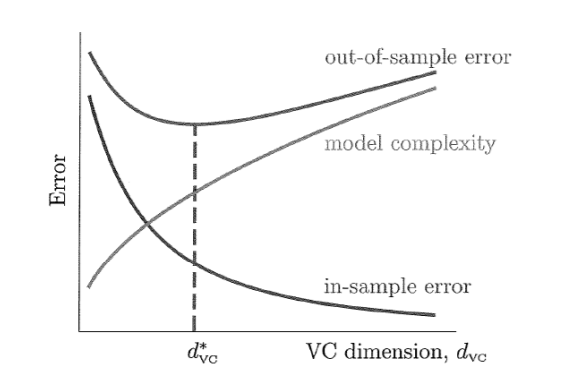 out-of-sample error
model complexity
Error
in-sample error
d*VC
VC dimension, dVC